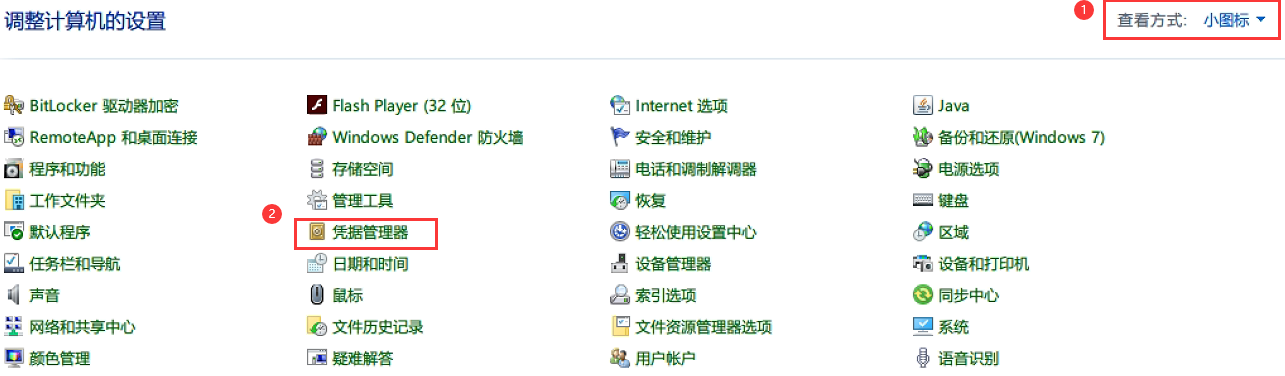 调整计算机的设置
1 查看方式: 小图标
BitLocker 驱动器加密 Flash Player (32 位) Internet 选项 Java
RemoteApp 和桌面连接 Windows Defender 防火墙 安全和维护 备份和还原(Windows 7)
程序和功能 存储空间 电话和调制解调器 电源选项
工作文件夹 管理工具 恢复 键盘
2
默认程序 凭据管理器 轻松使用设置中心 区域
任务栏和导航 日期和时间 设备管理器 设备和打印机
声音 鼠标 索引选项 同步中心
网络和共享中心 文件历史记录 文件资源管理器选项 系统
颜色管理 疑难解答 用户帐户 语音识别